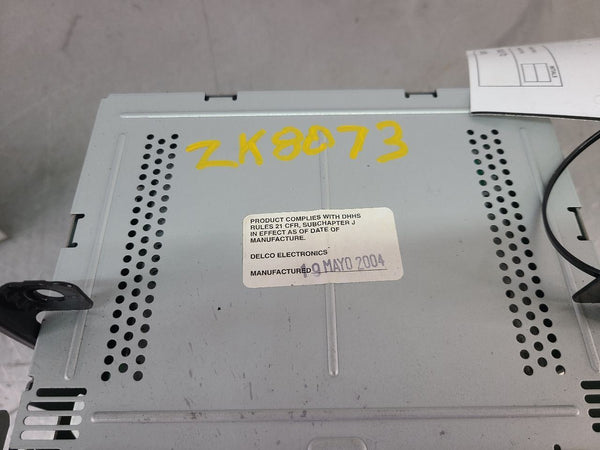 ZK8073
PRODUCT COMPLIES WITH DHHS
RULES 21 CFR, SUBCHAPTER J
IN EFFECT AS OF DATE OF
MANUFACTURE.
DELCO ELECTRONICS
MANUFACTURED 19 MAYO 2004